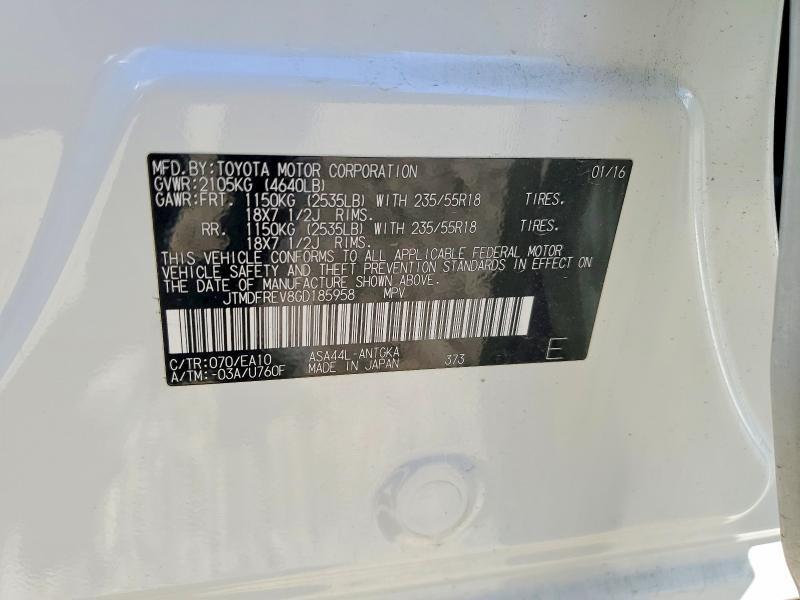 MFD.BY:TOYOTA MOTOR CORPORATION 01/16
GVWR:2105KG (4640LB)
GAWR:FRT. 1150KG (2535LB) WITH 235/55R18 TIRES.
18X7 1/2J RIMS.
RR. 1150KG (2535LB) WITH 235/55R18 TIRES.
18X7 1/2J RIMS.
THIS VEHICLE CONFORMS TO ALL APPLICABLE FEDERAL MOTOR
VEHICLE SAFETY AND THEFT PREVENTION STANDARDS IN EFFECT ON
THE DATE OF MANUFACTURE SHOWN ABOVE.
JTMDFREV8GD185958 MPV
C/TR:070/EA10 ASA44L-ANTGKA 373 E
A/TM:-03A/U760F MADE IN JAPAN